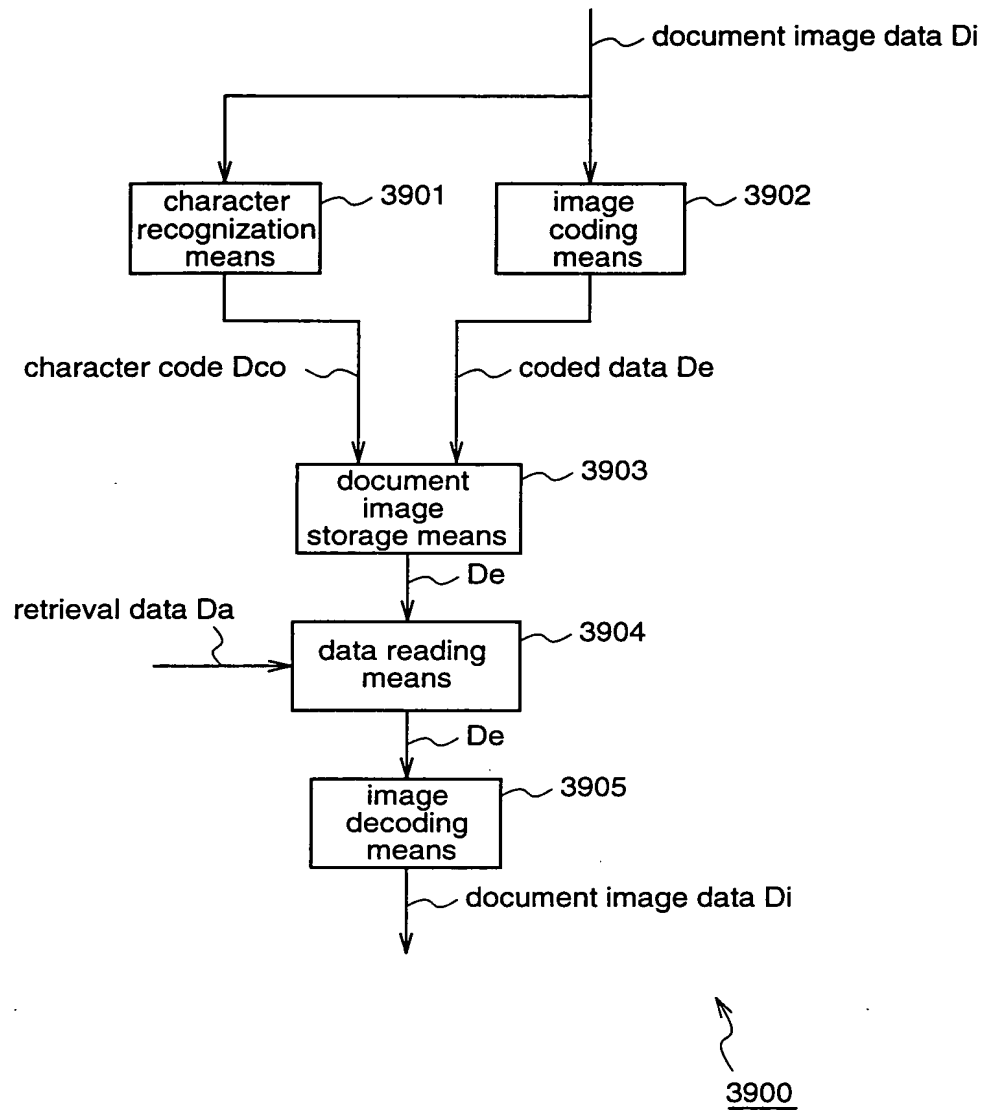 document image data Di
character
recognization
means
3901
image
coding
means
3902
character code Dco
coded data De
document
image
storage means
3903
De
retrieval data Da
data reading
means
3904
De
image
decoding
means
3905
document image data Di
3900